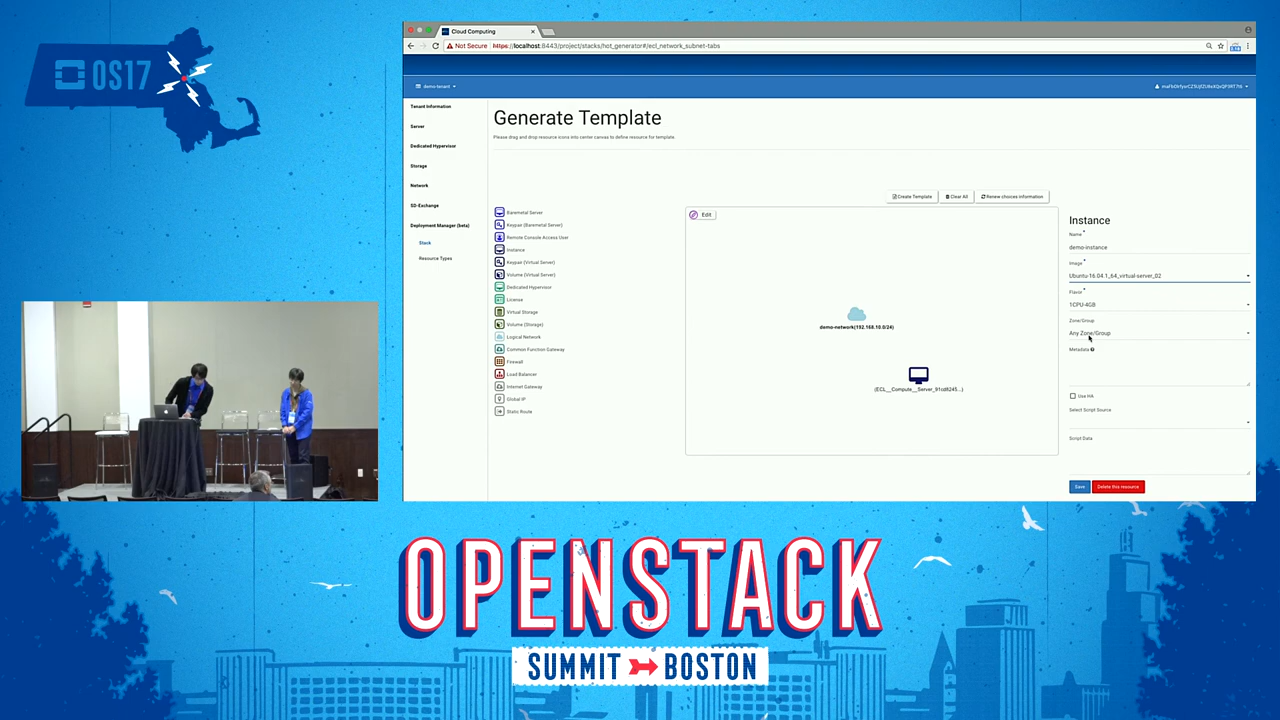 OS17
Cloud Computing
Not Secure https://localhost:8443/project/stacks/hot_generator#/ecl_network_subnet-tabs
demo-tenant
Tenant Information
Server
Dedicated Hypervisor
Storage
Network
SD-Exchange
Deployment Manager (beta)
Stack
Resource Types
Generate Template
Please drag and drop resource icons into center canvas to define resource for template.
Create Template
Clear All
Renew choices information
Baremetal Server
Keypair (Baremetal Server)
Remote Console Access User
Instance
Keypair (Virtual Server)
Volume (Virtual Server)
Dedicated Hypervisor
License
Virtual Storage
Volume (Storage)
Logical Network
Common Function Gateway
Firewall
Load Balancer
Internet Gateway
Global IP
Static Route
Edit
demo-network(192.168.10.0/24)
(ECL__Compute__Server_91cd8245...)
Instance
Name *
demo-instance
Image *
Ubuntu-16.04.1_64_virtual-server_02
Flavor *
1CPU-4GB
Zone/Group
Any Zone/Group
Metadata
Use HA
Select Script Source
Script Data
Save
Delete this resource
OPENSTACK
SUMMIT BOSTON